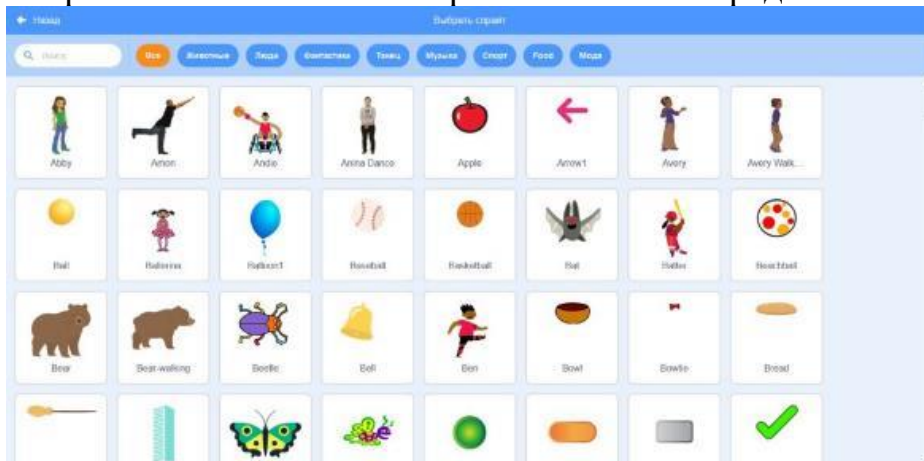 Назад Выбрать спрайт
Поиск Все Животные Люди Фантастика Танец Музыка Спорт Food Мода
Abby Amon Andie Anina Dance Apple Arrow1 Avery Avery Walk...
Ball Ballerina Balloon1 Baseball Basketball Bat Batter Beachball
Bear Bear-walking Beetle Bell Ben Bowl Bowtie Bread